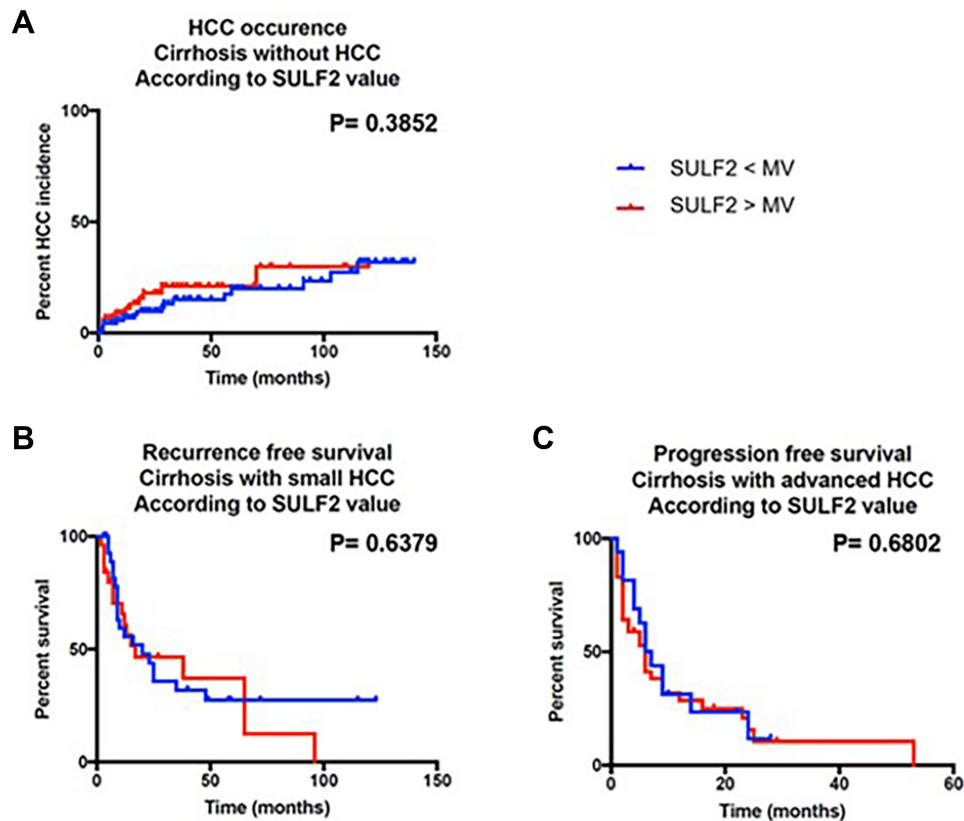 A
HCC occurence
Cirrhosis without HCC
According to SULF2 value
P= 0.3852
100
50
0
Percent HCC incidence
0 50 100 150
Time (months)
SULF2 < MV
SULF2 > MV
B
Recurrence free survival
Cirrhosis with small HCC
According to SULF2 value
P= 0.6379
100
50
0
Percent survival
0 50 100 150
Time (months)
C
Progression free survival
Cirrhosis with advanced HCC
According to SULF2 value
P= 0.6802
100
50
0
Percent survival
0 20 40 60
Time (months)